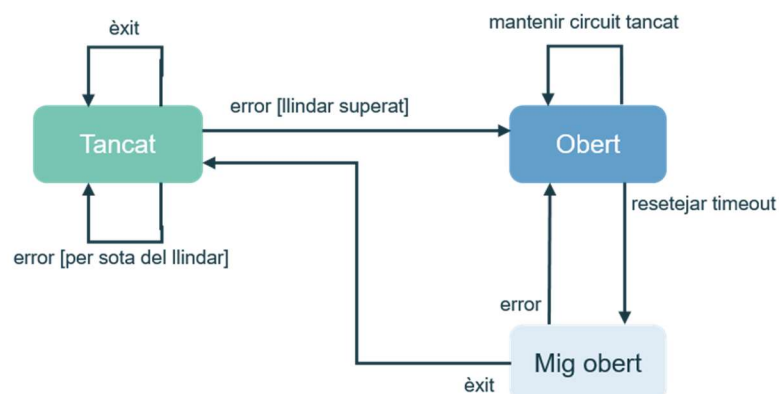 mantenir circuit tancat
èxit
error [llindar superat]
Tancat
Obert
resetejar timeout
error [per sota del llindar]
error
Mig obert
èxit